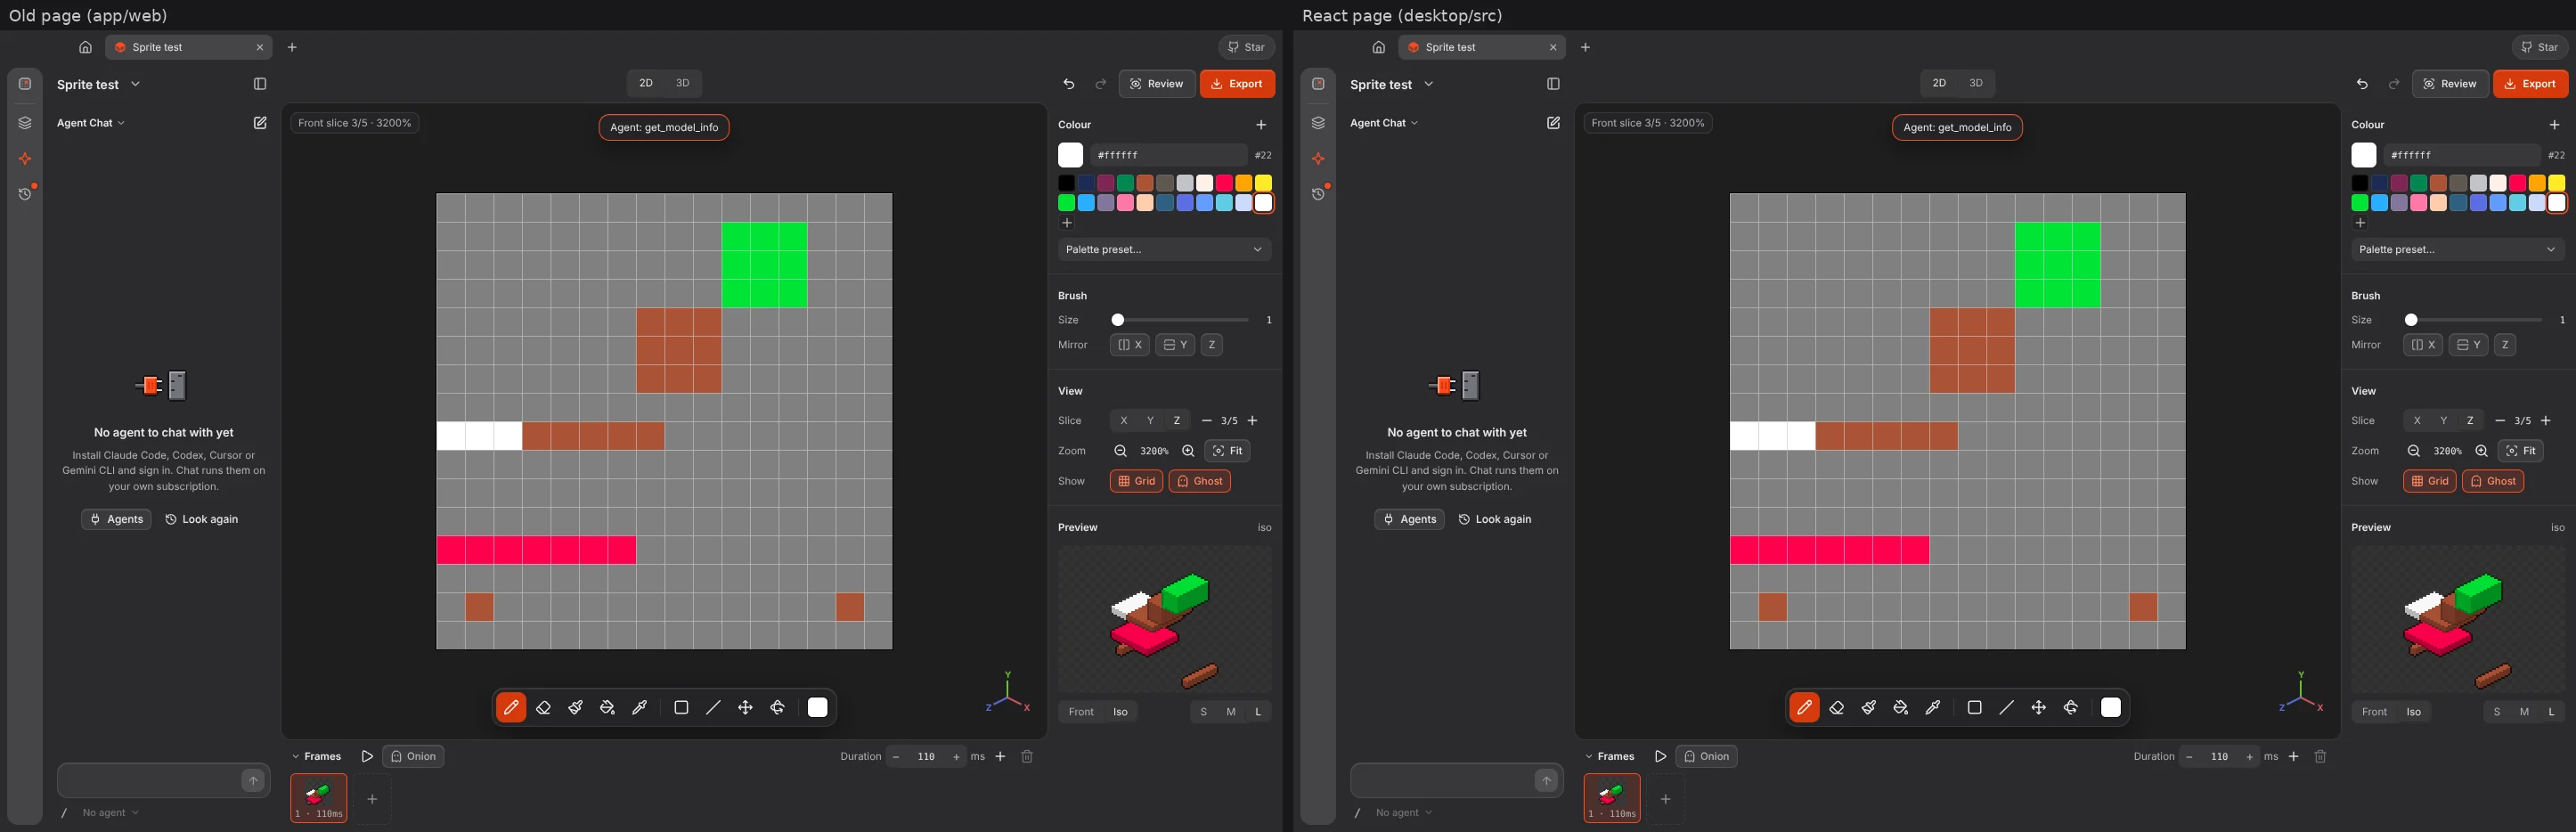 Old page (app/web)
Sprite test
Star
Sprite test
2D 3D
Review
Export
Agent Chat
Front slice 3/5 · 3200%
Agent: get_model_info
Colour
#ffffff #22
Palette preset...
Brush
Size 1
Mirror X Y Z
View
Slice X Y Z 3/5
Zoom 3200% Fit
Show Grid Ghost
Preview iso
Front Iso S M L
No agent to chat with yet
Install Claude Code, Codex, Cursor or
Gemini CLI and sign in. Chat runs them on
your own subscription.
Agents Look again
Y
Z X
Frames Onion Duration − 110 + ms
1 · 110ms
/ No agent
React page (desktop/src)
Sprite test
Star
Sprite test
2D 3D
Review
Export
Agent Chat
Front slice 3/5 · 3200%
Agent: get_model_info
Colour
#ffffff #22
Palette preset...
Brush
Size 1
Mirror X Y Z
View
Slice X Y Z 3/5
Zoom 3200% Fit
Show Grid Ghost
Preview iso
Front Iso S M L
No agent to chat with yet
Install Claude Code, Codex, Cursor or
Gemini CLI and sign in. Chat runs them on
your own subscription.
Agents Look again
Y
Z X
Frames Onion Duration − 110 + ms
1 · 110ms
/ No agent